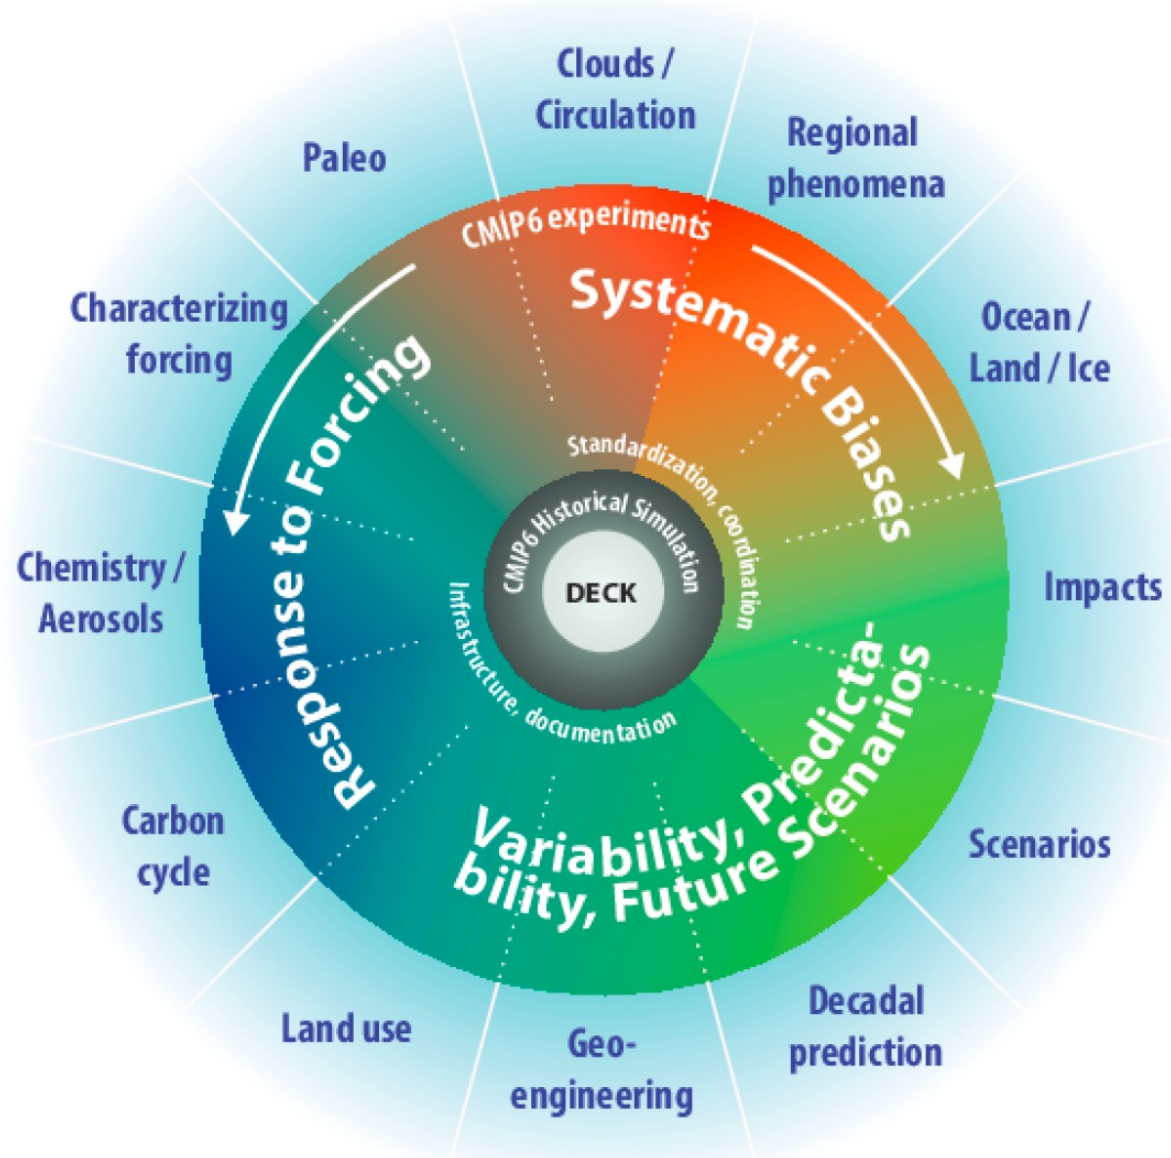 Clouds /
Circulation
Regional
phenomena
Ocean /
Land / Ice
Impacts
Scenarios
Decadal
prediction
Geo-
engineering
Land use
Carbon
cycle
Chemistry /
Aerosols
Characterizing
forcing
Paleo
CMIP6 experiments
Systematic Biases
Variability, Predicta-
bility, Future Scenarios
Response to Forcing
Standardization, coordination
Infrastructure, documentation
CMIP6 Historical Simulation
DECK